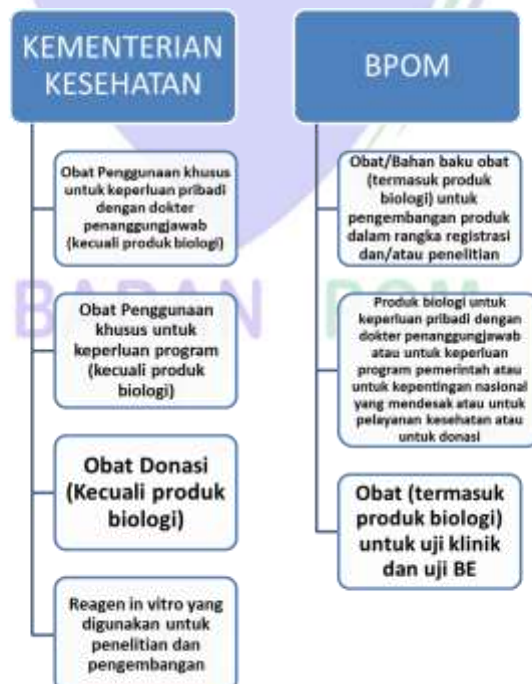 KEMENTERIAN
KESEHATAN
Obat Penggunaan khusus
untuk keperluan pribadi
dengan dokter
penanggungjawab
(kecuali produk biologi)
Obat Penggunaan
khusus untuk
keperluan program
(kecuali produk
biologi)
Obat Donasi
(Kecuali produk
biologi)
Reagen in vitro yang
digunakan untuk
penelitian dan
pengembangan
BPOM
Obat/Bahan baku obat
(termasuk produk
biologi) untuk
pengembangan produk
dalam rangka registrasi
dan/atau penelitian
Produk biologi untuk
keperluan pribadi dengan
dokter penanggungjawab
atau untuk keperluan
program pemerintah atau
untuk kepentingan nasional
yang mendesak atau untuk
pelayanan kesehatan atau
untuk donasi
Obat (termasuk
produk biologi)
untuk uji klinik
dan uji BE